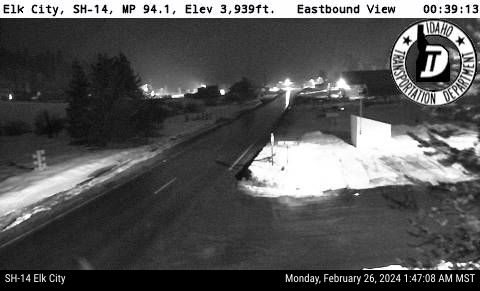 Elk City, SH-14, MP 94.1, Elev 3,939ft. Eastbound View 00:39:13
IDAHO
TRANSPORTATION DEPARTMENT
SH-14 Elk City
Monday, February 26, 2024 1:47:08 AM MST